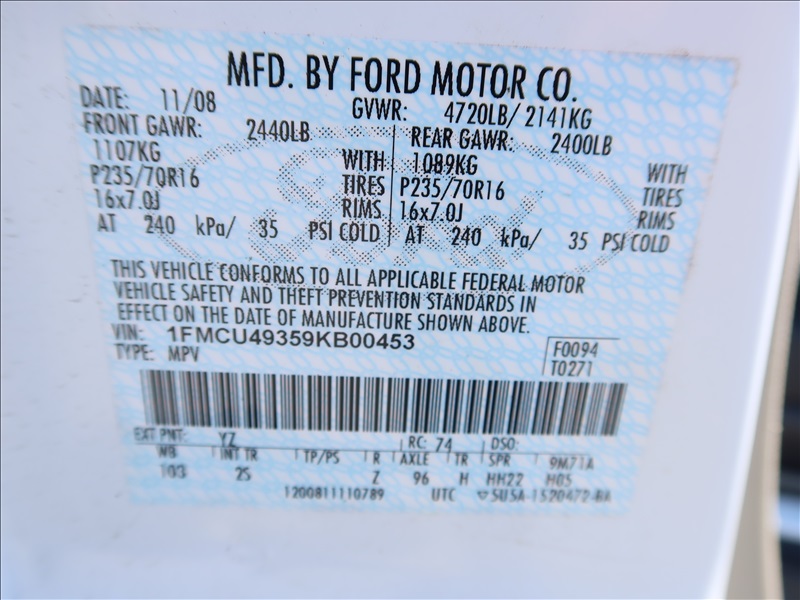 MFD. BY FORD MOTOR CO.
DATE: 11/08 GVWR: 4720LB/ 2141KG
FRONT GAWR: 2440LB REAR GAWR: 2400LB
1107KG WITH 1089KG WITH
P235/70R16 TIRES P235/70R16 TIRES
16x7.0J RIMS 16x7.0J RIMS
AT 240 kPa/ 35 PSI COLD AT 240 kPa/ 35 PSI COLD
THIS VEHICLE CONFORMS TO ALL APPLICABLE FEDERAL MOTOR
VEHICLE SAFETY AND THEFT PREVENTION STANDARDS IN
EFFECT ON THE DATE OF MANUFACTURE SHOWN ABOVE.
VIN: 1FMCU49359KB00453 F0094
TYPE: MPV T0271
EXT PNT: YZ RC: 74 DSO:
WB INT TR TP/PS R AXLE TR SPR 9M71A
103 25 Z 96 H HH22 H05
1200811110789 UTC 5U5A-1520472-BA